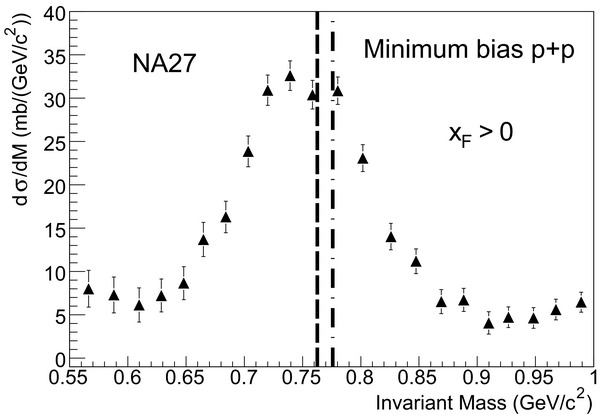 dσ/dM (mb/(GeV/c²))
40
35
30
25
20
15
10
5
0
NA27
Minimum bias p+p
x_F > 0
0.55 0.6 0.65 0.7 0.75 0.8 0.85 0.9 0.95 1
Invariant Mass (GeV/c²)